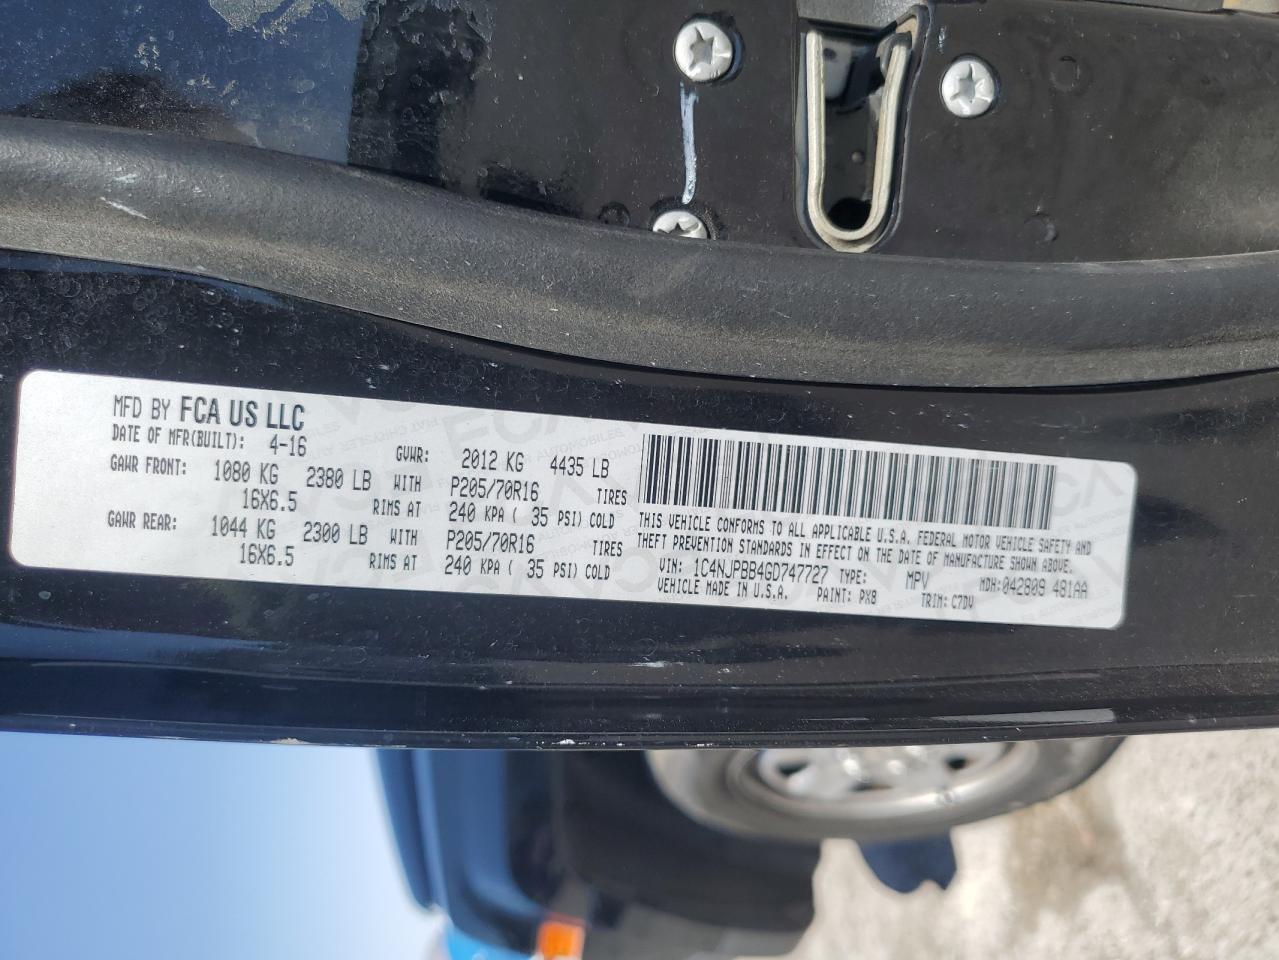 MFD BY FCA US LLC
DATE OF MFR(BUILT): 4-16 GVWR: 2012 KG 4435 LB
GAWR FRONT: 1080 KG 2380 LB WITH P205/70R16 TIRES
16X6.5 RIMS AT 240 KPA ( 35 PSI) COLD
GAWR REAR: 1044 KG 2300 LB WITH P205/70R16 TIRES
16X6.5 RIMS AT 240 KPA ( 35 PSI) COLD
THIS VEHICLE CONFORMS TO ALL APPLICABLE U.S.A. FEDERAL MOTOR VEHICLE SAFETY AND
THEFT PREVENTION STANDARDS IN EFFECT ON THE DATE OF MANUFACTURE SHOWN ABOVE.
VIN: 1C4NJPBB4GD747727 TYPE: MPV MDH:042809 481AA
VEHICLE MADE IN U.S.A. PAINT: PX8 TRIM: C7DV